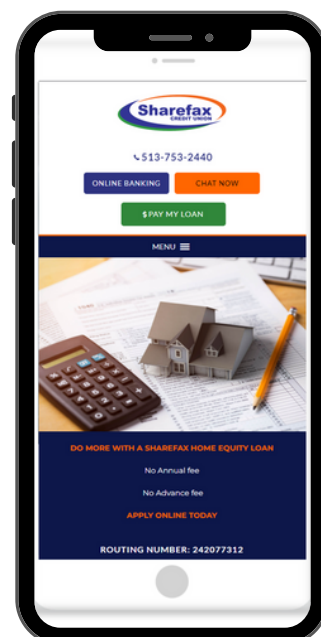 Sharefax
CREDIT UNION
513-753-2440
ONLINE BANKING
CHAT NOW
$ PAY MY LOAN
MENU
DO MORE WITH A SHAREFAX HOME EQUITY LOAN
No Annual fee
No Advance fee
APPLY ONLINE TODAY
ROUTING NUMBER: 242077312